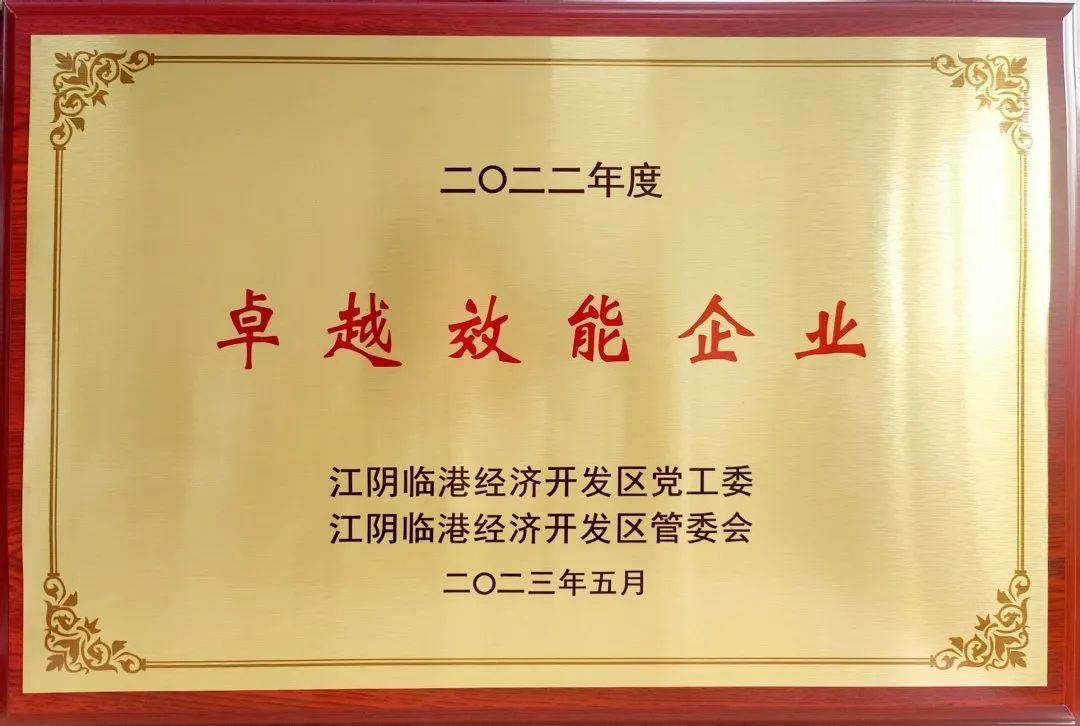 二〇二二年度
卓越效能企业
江阴临港经济开发区党工委
江阴临港经济开发区管委会
二〇二三年五月